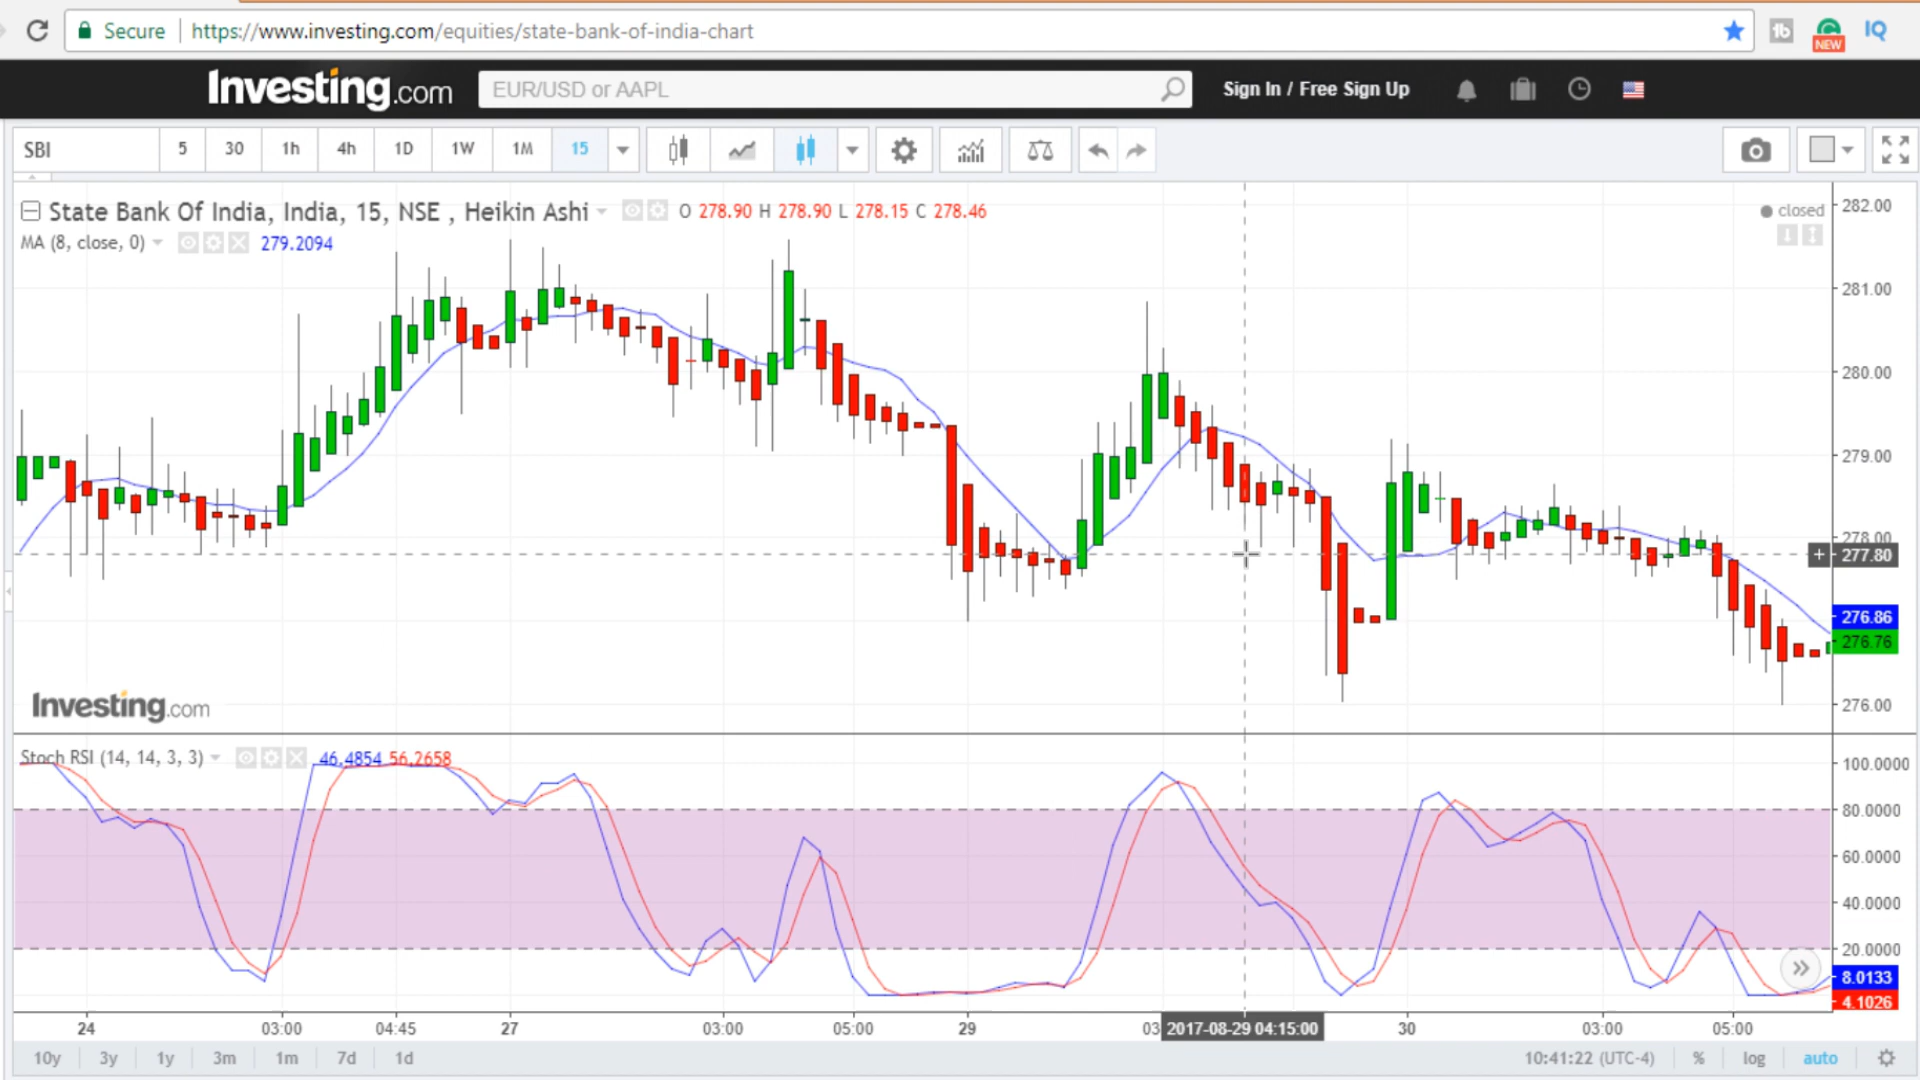 Secure https://www.investing.com/equities/state-bank-of-india-chart
NEW
IQ
Investing.com EUR/USD or AAPL Sign In / Free Sign Up
SBI 5 30 1h 4h 1D 1W 1M 15
State Bank Of India, India, 15, NSE , Heikin Ashi O 278.90 H 278.90 L 278.15 C 278.46
MA (8, close, 0) 279.2094
closed
282.00
281.00
280.00
279.00
278.00
277.80
276.86
276.76
276.00
Investing.com
Stoch RSI (14, 14, 3, 3) 46.4854 56.2658
100.0000
80.0000
60.0000
40.0000
20.0000
8.0133
4.1026
24 03:00 04:45 27 03:00 05:00 29 03 2017-08-29 04:15:00 30 03:00 05:00
10y 3y 1y 3m 1m 7d 1d 10:41:22 (UTC-4) % log auto